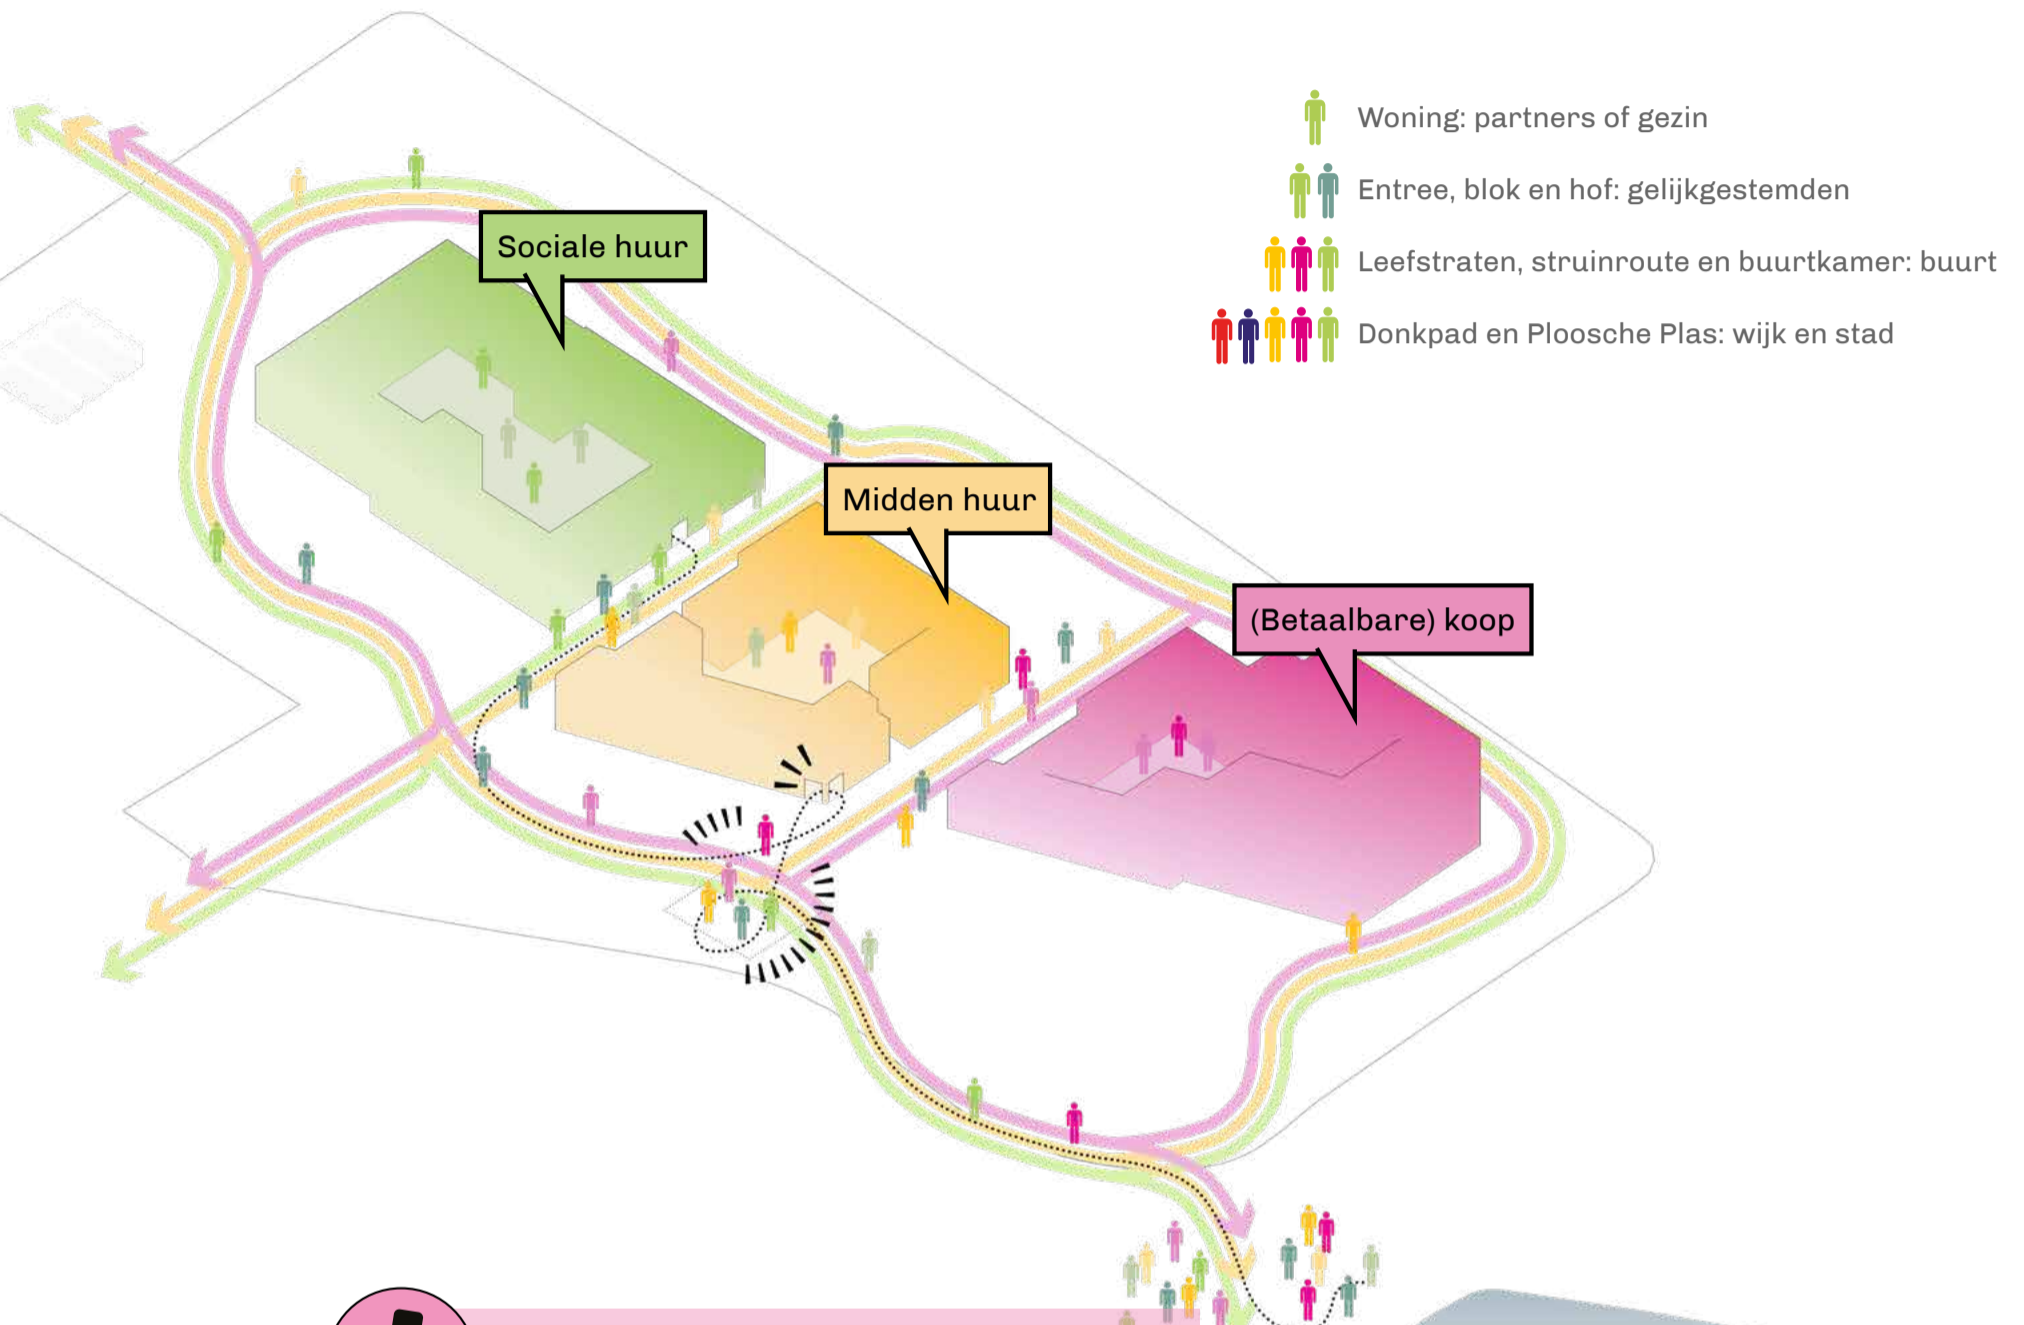 Woning: partners of gezin
Entree, blok en hof: gelijkgestemden
Leefstraten, struinroute en buurtkamer: buurt
Donkpad en Ploosche Plas: wijk en stad
Sociale huur
Midden huur
(Betaalbare) koop